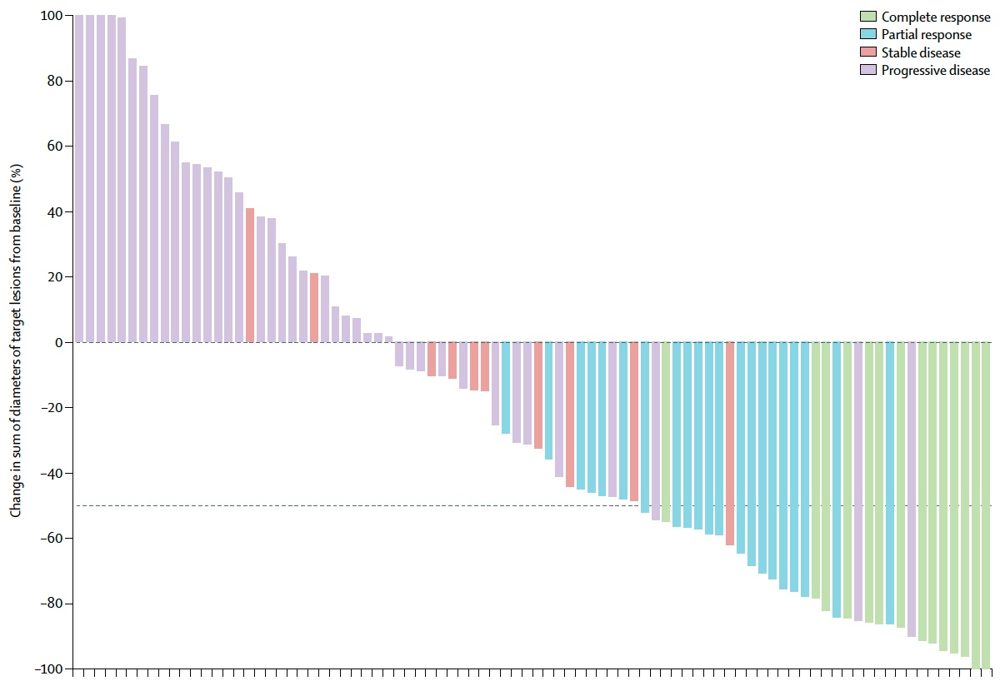 Complete response
Partial response
Stable disease
Progressive disease
Change in sum of diameters of target lesions from baseline (%)
100
80
60
40
20
0
–20
–40
–60
–80
–100